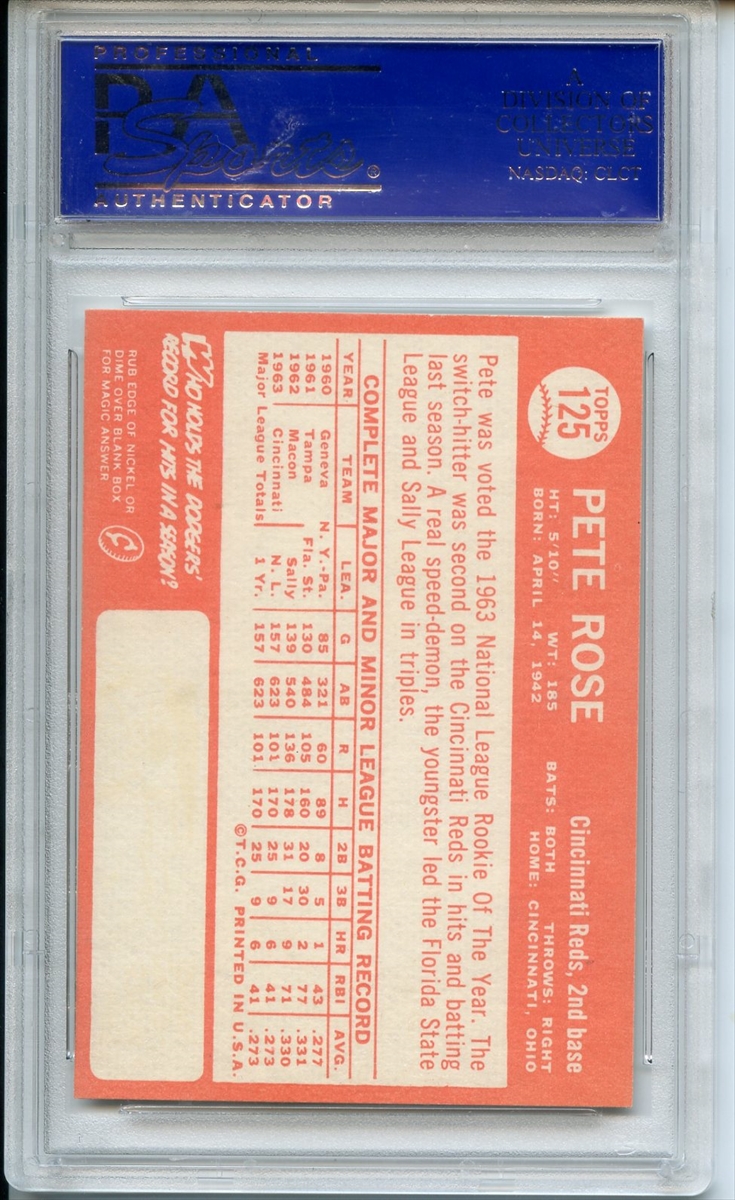 PROFESSIONAL
PSA
Sports®
AUTHENTICATOR
A
DIVISION OF
COLLECTORS
UNIVERSE
NASDAQ: CLCT
TOPPS
125
PETE ROSE
Cincinnati Reds, 2nd base
HT: 5'10" WT: 185 BATS: BOTH THROWS: RIGHT
BORN: APRIL 14, 1942 HOME: CINCINNATI, OHIO
Pete was voted the 1963 National League Rookie Of The Year. The
switch-hitter was second on the Cincinnati Reds in hits and batting
last season. A real speed-demon, the youngster led the Florida State
League and Sally League in triples.
COMPLETE MAJOR AND MINOR LEAGUE BATTING RECORD
YEAR TEAM LEA. G AB R H 2B 3B HR RBI AVG.
1960 Geneva N. Y.-Pa. 85 321 60 89 8 5 1 43 .277
1961 Tampa Fla. St. 130 484 105 160 20 30 2 77 .331
1962 Macon Sally 139 540 136 178 31 17 9 71 .330
1963 Cincinnati N. L. 157 623 101 170 25 9 6 41 .273
Major League Totals 1 Yr. 157 623 101 170 25 9 6 41 .273
©T.C.G. PRINTED IN U.S.A.
WHO HOLDS THE DODGERS'
RECORD FOR HITS IN A SEASON?
RUB EDGE OF NICKEL OR
DIME OVER BLANK BOX
FOR MAGIC ANSWER